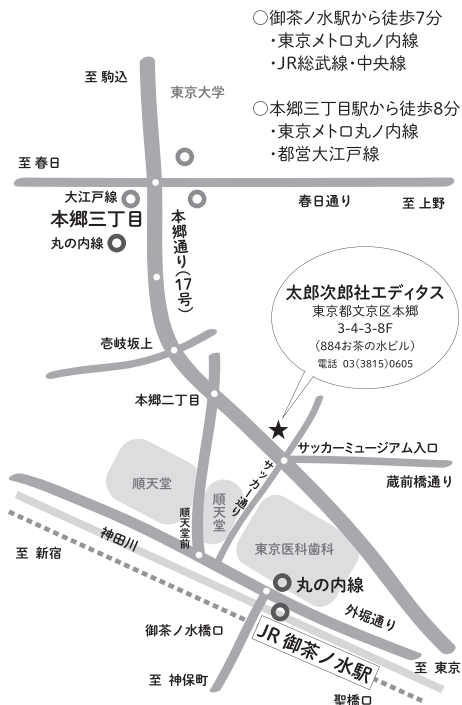 ○御茶ノ水駅から徒歩7分
・東京メトロ丸ノ内線
・JR総武線・中央線
○本郷三丁目駅から徒歩8分
・東京メトロ丸ノ内線
・都営大江戸線
至 駒込
東京大学
至 春日
大江戸線
本郷三丁目
丸の内線
本郷通り(17号)
春日通り
至 上野
太郎次郎社エディタス
東京都文京区本郷
3-4-3-8F
(884お茶の水ビル)
電話 03(3815)0605
壱岐坂上
本郷二丁目
★
サッカーミュージアム入口
蔵前橋通り
サッカー通り
順天堂
順天堂
順天堂前
東京医科歯科
神田川
至 新宿
丸の内線
外堀通り
御茶ノ水橋口
JR 御茶ノ水駅
至 東京
至 神保町
聖橋口